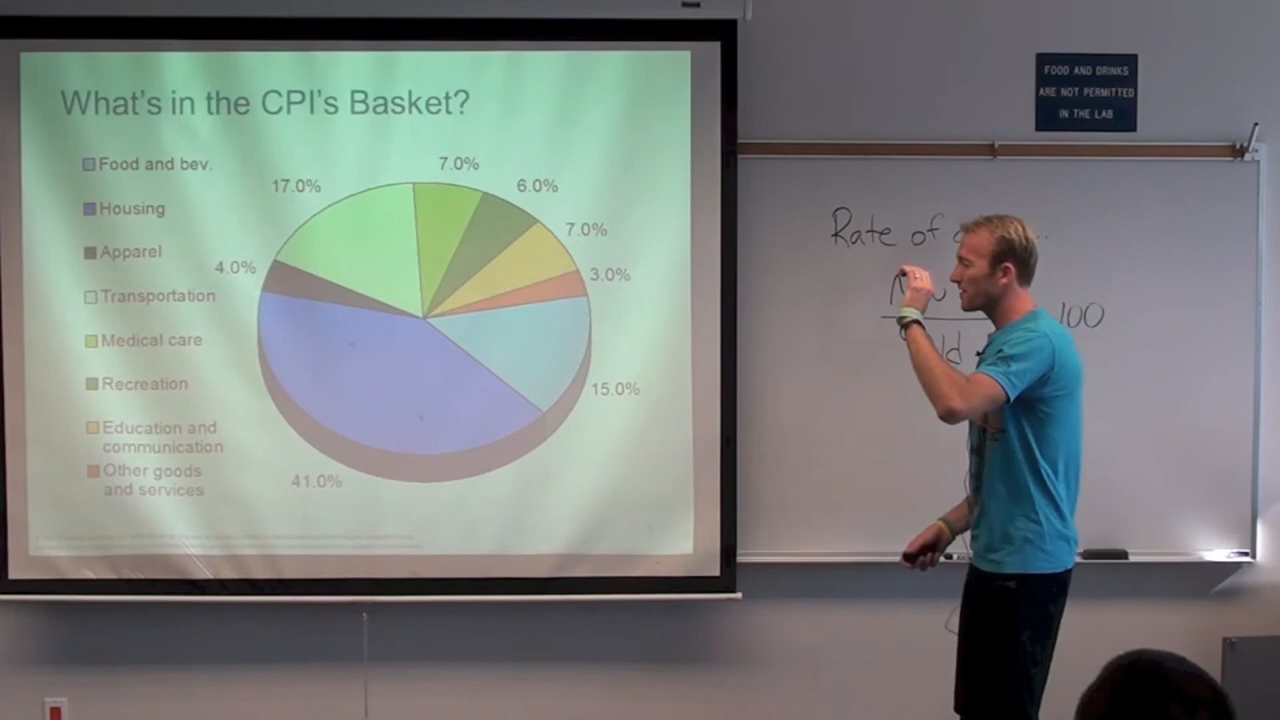 What's in the CPI's Basket?
Food and bev.
Housing
Apparel
Transportation
Medical care
Recreation
Education and
communication
Other goods
and services
7.0%
17.0%
6.0%
7.0%
4.0%
3.0%
15.0%
41.0%
FOOD AND DRINKS
ARE NOT PERMITTED
IN THE LAB
Rate of
100